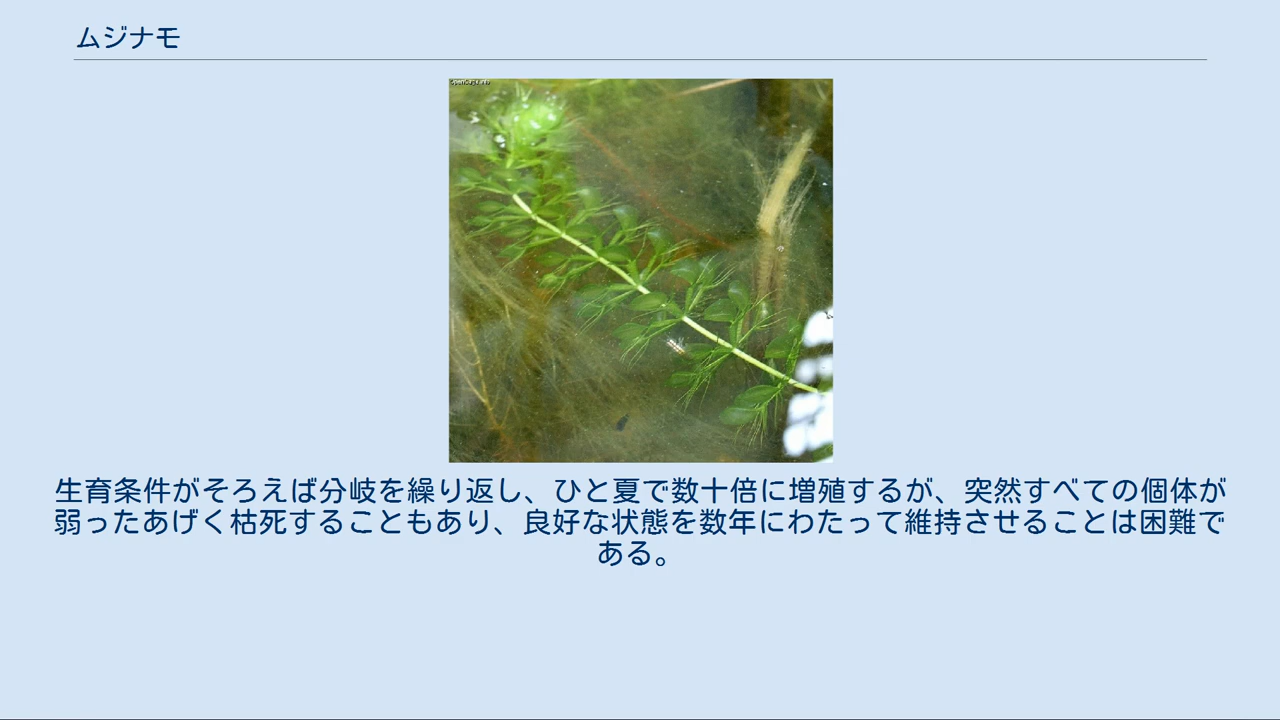 ムジナモ
生育条件がそろえば分岐を繰り返し、ひと夏で数十倍に増殖するが、突然すべての個体が
弱ったあげく枯死することもあり、良好な状態を数年にわたって維持させることは困難で
ある。